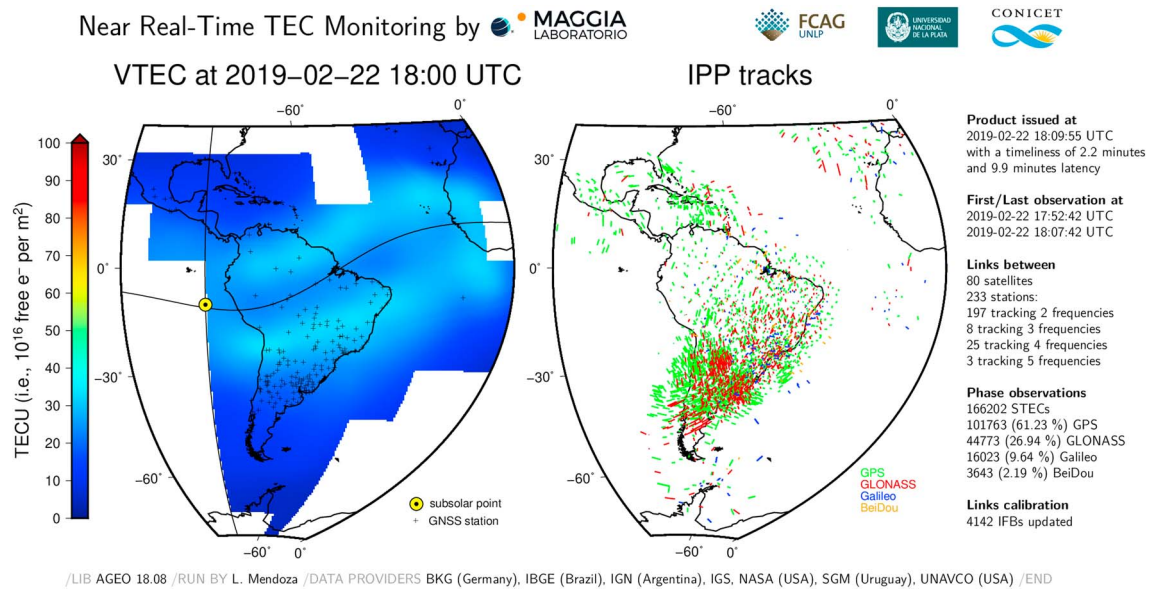 Near Real-Time TEC Monitoring by MAGGIA LABORATORIO
FCAG UNLP
UNIVERSIDAD NACIONAL DE LA PLATA
CONICET
VTEC at 2019−02−22 18:00 UTC
IPP tracks
−60˚
0˚
−60˚
0˚
TECU (i.e., 10¹⁶ free e⁻ per m²)
100
90
80
70
60
50
40
30
20
10
0
30˚
0˚
−30˚
−60˚
−60˚
0˚
subsolar point
GNSS station
30˚
0˚
−30˚
−60˚
−60˚
0˚
GPS
GLONASS
Galileo
BeiDou
Product issued at
2019-02-22 18:09:55 UTC
with a timeliness of 2.2 minutes
and 9.9 minutes latency
First/Last observation at
2019-02-22 17:52:42 UTC
2019-02-22 18:07:42 UTC
Links between
80 satellites
233 stations:
197 tracking 2 frequencies
8 tracking 3 frequencies
25 tracking 4 frequencies
3 tracking 5 frequencies
Phase observations
166202 STECs
101763 (61.23 %) GPS
44773 (26.94 %) GLONASS
16023 (9.64 %) Galileo
3643 (2.19 %) BeiDou
Links calibration
4142 IFBs updated
/LIB AGEO 18.08 /RUN BY L. Mendoza /DATA PROVIDERS BKG (Germany), IBGE (Brazil), IGN (Argentina), IGS, NASA (USA), SGM (Uruguay), UNAVCO (USA) /END